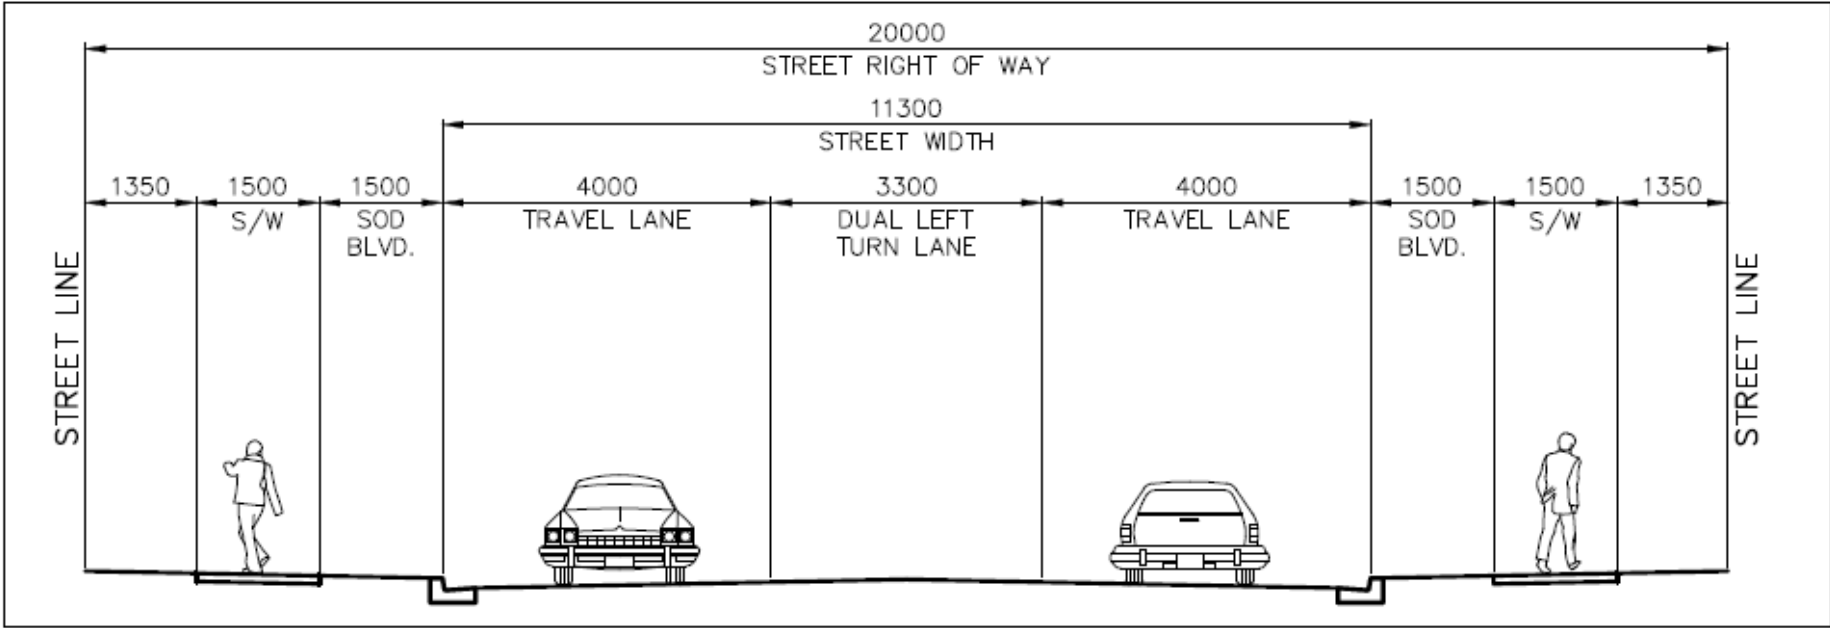 20000
STREET RIGHT OF WAY
11300
STREET WIDTH
1350 1500 1500 4000 3300 4000 1500 1500 1350
S/W SOD TRAVEL LANE DUAL LEFT TRAVEL LANE SOD S/W
BLVD. TURN LANE BLVD.
STREET LINE
STREET LINE